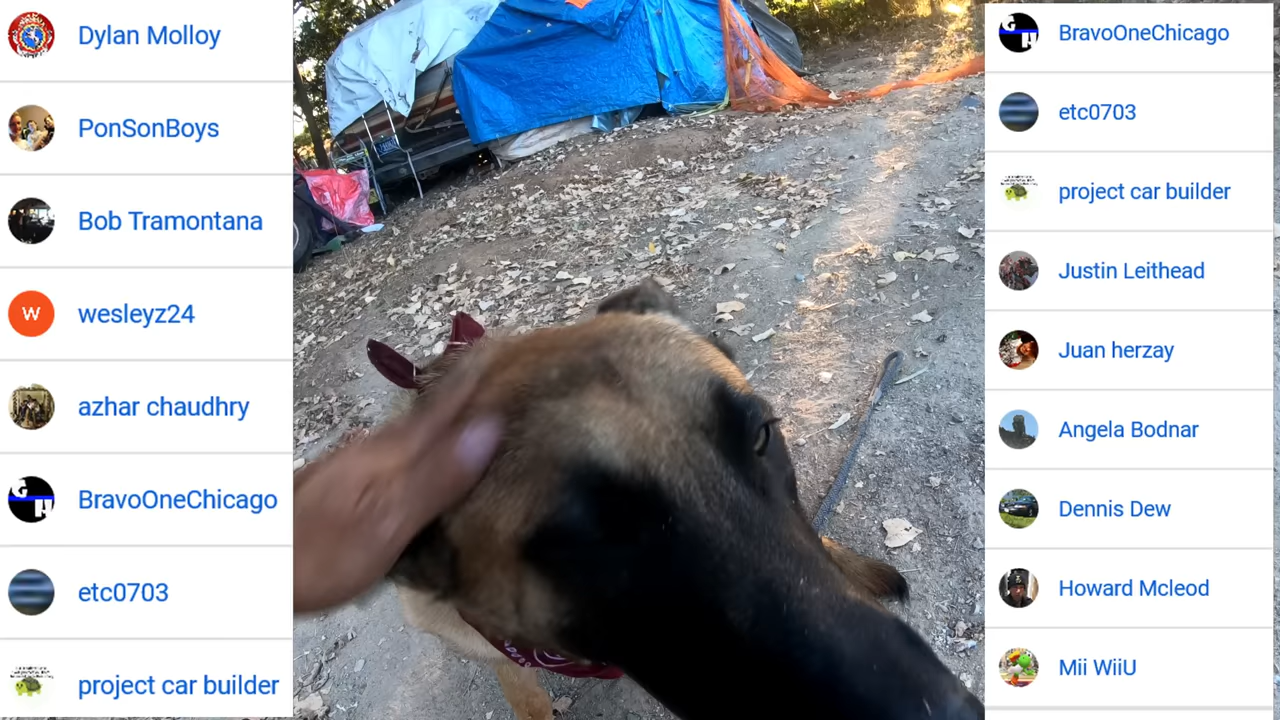 Dylan Molloy
PonSonBoys
Bob Tramontana
W
wesleyz24
azhar chaudhry
BravoOneChicago
etc0703
project car builder
BravoOneChicago
etc0703
project car builder
Justin Leithead
Juan herzay
Angela Bodnar
Dennis Dew
Howard Mcleod
Mii WiiU